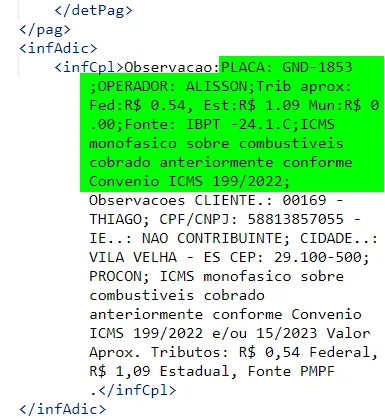 </detPag>
</pag>
<infAdic>
<infCpl>Observacao:PLACA: GND-1853
;OPERADOR: ALISSON;Trib aprox:
Fed:R$ 0.54, Est:R$ 1.09 Mun:R$ 0
.00;Fonte: IBPT -24.1.C;ICMS
monofasico sobre combustiveis
cobrado anteriormente conforme
Convenio ICMS 199/2022;
Observacoes CLIENTE.: 00169 -
THIAGO; CPF/CNPJ: 58813857055 -
IE..: NAO CONTRIBUINTE; CIDADE..:
VILA VELHA - ES CEP: 29.100-500;
PROCON; ICMS monofasico sobre
combustiveis cobrado
anteriormente conforme Convenio
ICMS 199/2022 e/ou 15/2023 Valor
Aprox. Tributos: R$ 0,54 Federal,
R$ 1,09 Estadual, Fonte PMPF
.</infCpl>
</infAdic>